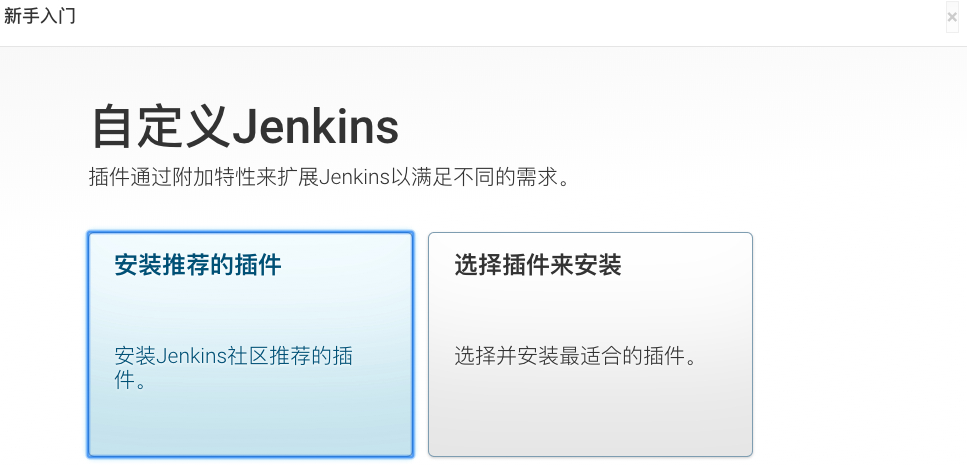 新手入门
×
自定义Jenkins
插件通过附加特性来扩展Jenkins以满足不同的需求。
安装推荐的插件
安装Jenkins社区推荐的插
件。
选择插件来安装
选择并安装最适合的插件。